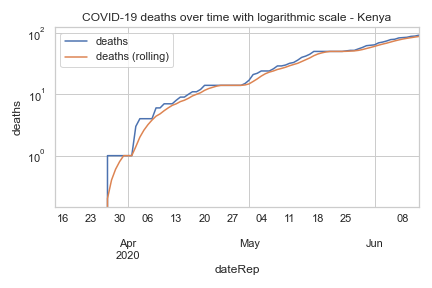 COVID-19 deaths over time with logarithmic scale - Kenya
deaths
deaths (rolling)
10²
10¹
10⁰
deaths
16 23 30 06 13 20 27 04 11 18 25 08
Apr May Jun
2020
dateRep